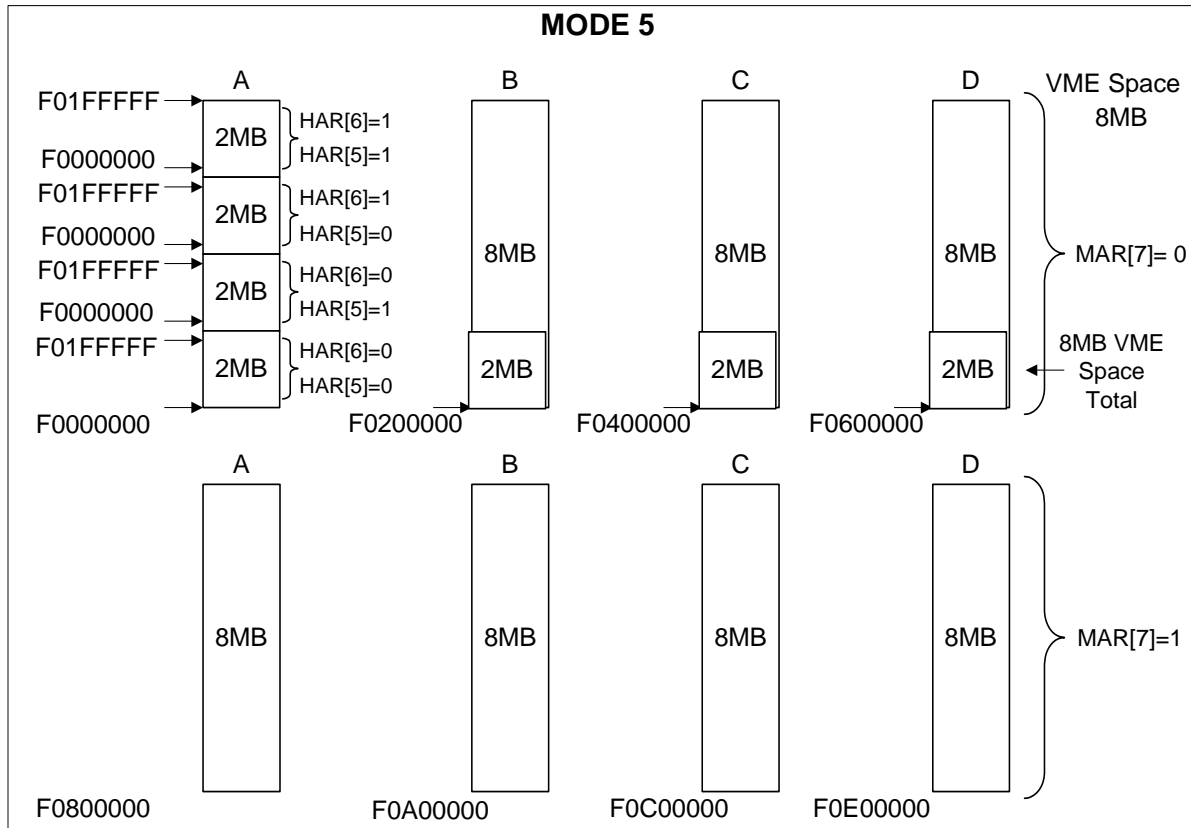 MODE 5
A
B
C
D
VME Space
8MB
F01FFFFF
F0000000
F01FFFFF
F0000000
F01FFFFF
F0000000
F01FFFFF
F0000000
2MB
HAR[6]=1
HAR[5]=1
2MB
HAR[6]=1
HAR[5]=0
2MB
HAR[6]=0
HAR[5]=1
2MB
HAR[6]=0
HAR[5]=0
8MB
2MB
F0200000
8MB
2MB
F0400000
8MB
2MB
F0600000
MAR[7]= 0
8MB VME
Space
Total
A
B
C
D
8MB
8MB
8MB
8MB
MAR[7]=1
F0800000
F0A00000
F0C00000
F0E00000